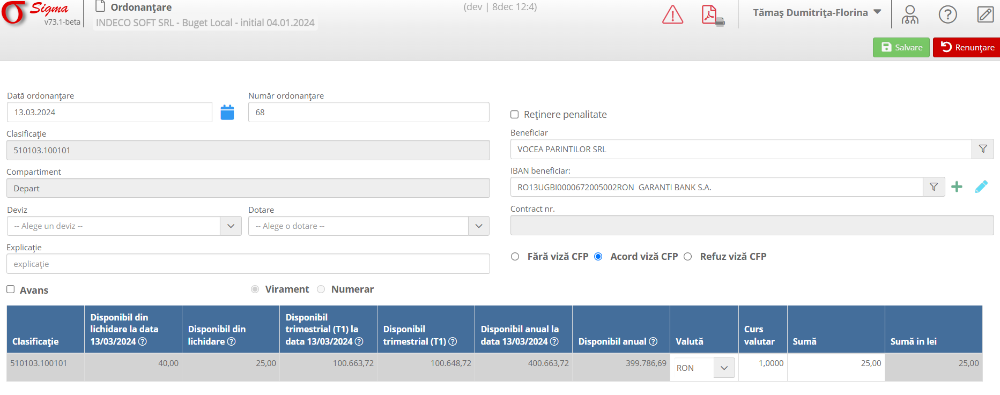 Sigma
v73.1-beta
Ordonanţare
INDECO SOFT SRL - Buget Local - initial 04.01.2024
(dev | 8dec 12:4)
Tămaş Dumitriţa-Florina
Salvare
Renunţare
Dată ordonanţare
Număr ordonanţare
13.03.2024
68
Reţinere penalitate
Clasificaţie
Beneficiar
510103.100101
VOCEA PARINTILOR SRL
Compartiment
IBAN beneficiar:
Depart
RO13UGBI0000672005002RON GARANTI BANK S.A.
Deviz
Dotare
Contract nr.
-- Alege un deviz --
-- Alege o dotare --
Explicaţie
explicaţie
Fără viză CFP
Acord viză CFP
Refuz viză CFP
Avans
Virament
Numerar
Clasificaţie
Disponibil din
lichidare la data
13/03/2024
Disponibil din
lichidare
Disponibil
trimestrial (T1) la
data 13/03/2024
Disponibil
trimestrial (T1)
Disponibil anual la
data 13/03/2024
Disponibil anual
Valută
Curs
valutar
Sumă
Sumă in lei
510103.100101
40,00
25,00
100.663,72
100.648,72
400.663,72
399.786,69
RON
1,0000
25,00
25,00